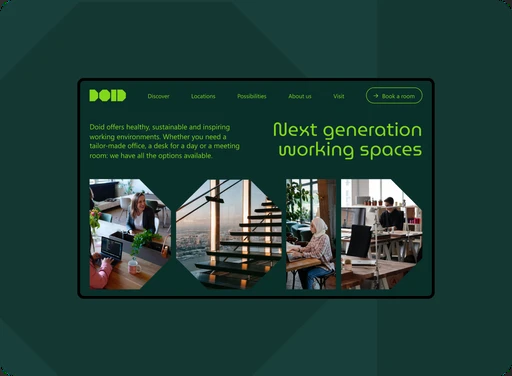 DOID
Discover
Locations
Possibilities
About us
Visit
→ Book a room
Doid offers healthy, sustainable and inspiring
working environments. Whether you need a
tailor-made office, a desk for a day or a meeting
room: we have all the options available.
Next generation
working spaces